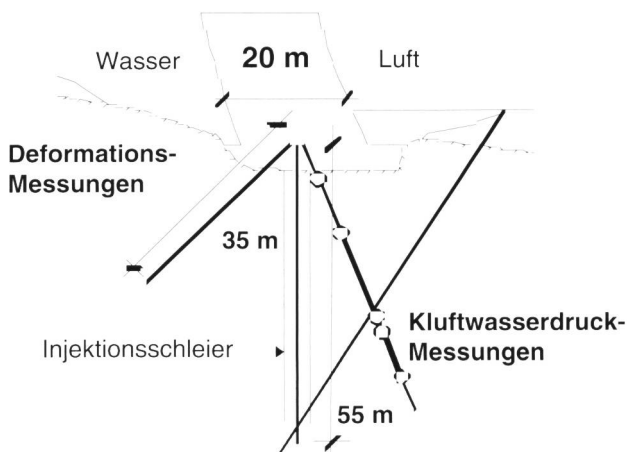 Wasser
20 m
Luft
Deformations-
Messungen
35 m
Injektionsschleier
Kluftwasserdruck-
Messungen
55 m